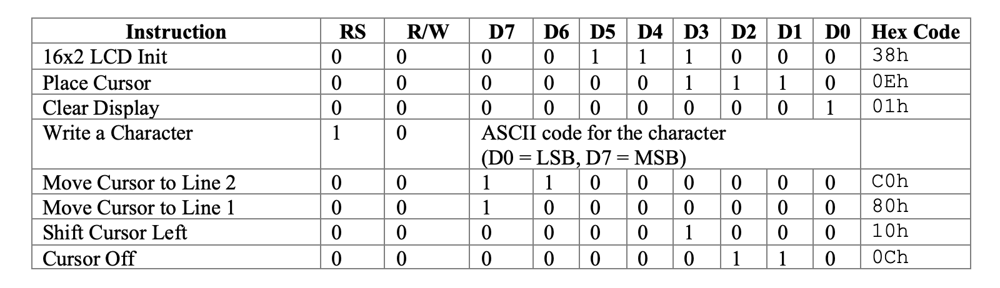 Instruction RS R/W D7 D6 D5 D4 D3 D2 D1 D0 Hex Code
16x2 LCD Init 0 0 0 0 1 1 1 0 0 0 38h
Place Cursor 0 0 0 0 0 0 1 1 1 0 0Eh
Clear Display 0 0 0 0 0 0 0 0 0 1 01h
Write a Character 1 0 ASCII code for the character
(D0 = LSB, D7 = MSB)
Move Cursor to Line 2 0 0 1 1 0 0 0 0 0 0 C0h
Move Cursor to Line 1 0 0 1 0 0 0 0 0 0 0 80h
Shift Cursor Left 0 0 0 0 0 0 1 0 0 0 10h
Cursor Off 0 0 0 0 0 0 0 1 1 0 0Ch